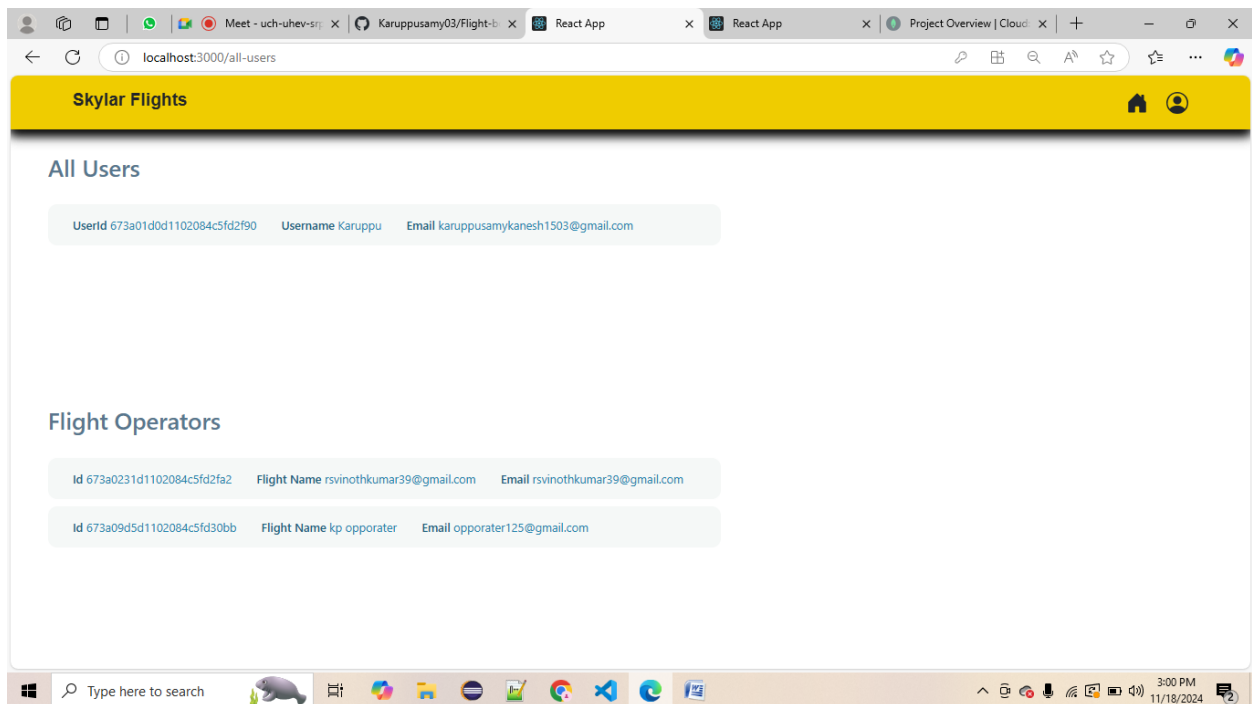 Meet - uch-uhev-srp
Karuppusamy03/Flight-b
React App
React App
Project Overview | Cloud:
localhost:3000/all-users
Skylar Flights
All Users
UserId 673a01d0d1102084c5fd2f90 Username Karuppu Email karuppusamykanesh1503@gmail.com
Flight Operators
Id 673a0231d1102084c5fd2fa2 Flight Name rsvinothkumar39@gmail.com Email rsvinothkumar39@gmail.com
Id 673a09d5d1102084c5fd30bb Flight Name kp opporater Email opporater125@gmail.com
Type here to search
3:00 PM
11/18/2024
2